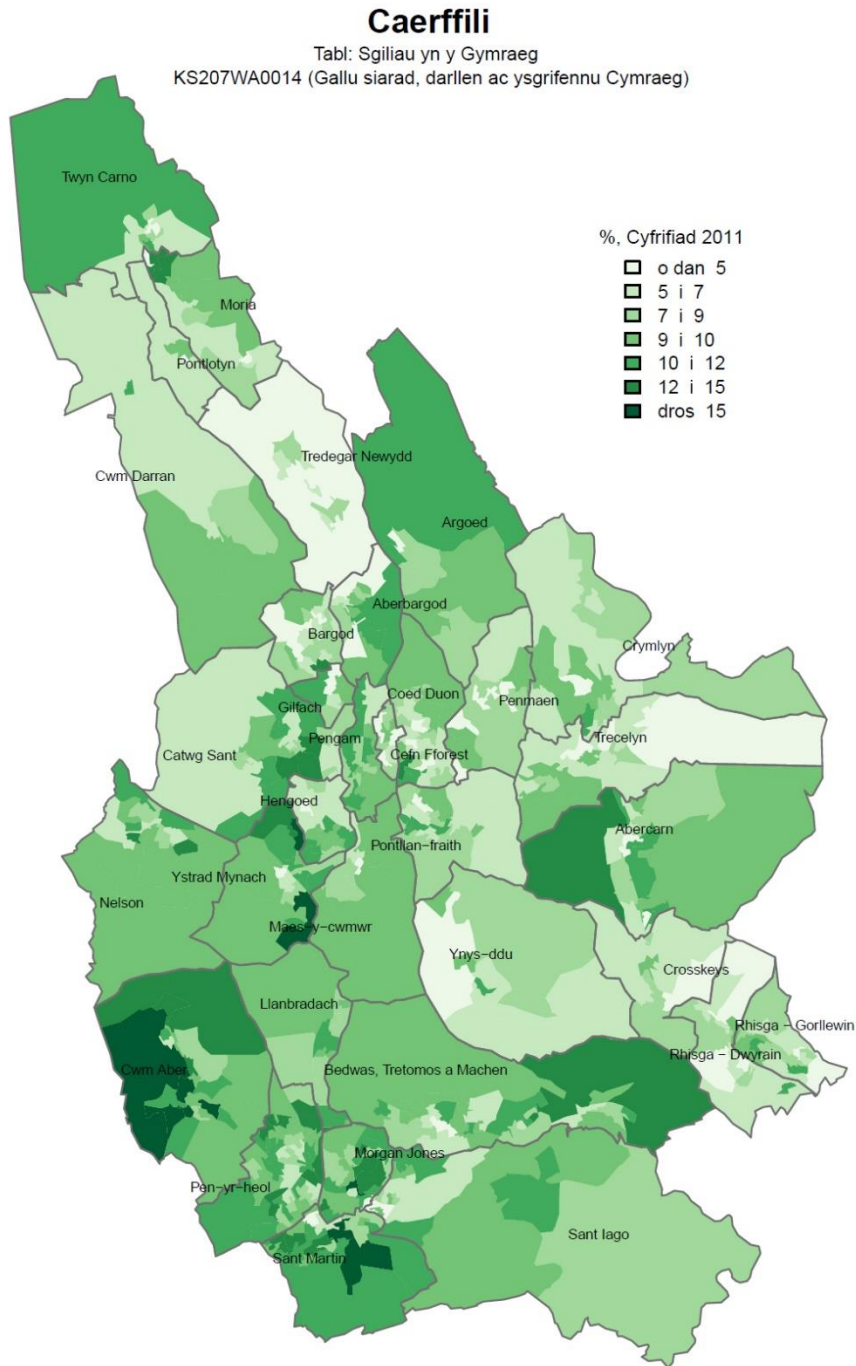 Caerffili
Tabl: Sgiliau yn y Gymraeg
KS207WA0014 (Gallu siarad, darllen ac ysgrifennu Cymraeg)
Twyn Carno
%, Cyfrifiad 2011
o dan 5
5 i 7
7 i 9
9 i 10
10 i 12
12 i 15
dros 15
Moria
Pontlotyn
Tredegar Newydd
Cwm Darran
Argoed
Aberbargod
Bargod
Crymlyn
Coed Duon
Penmaen
Gilfach
Pengam
Trecelyn
Catwg Sant
Cefn Fforest
Hengoed
Abercarn
Pontllan-fraith
Ystrad Mynach
Nelson
Maes-y-cwmwr
Ynys-ddu
Crosskeys
Llanbradach
Rhisga - Gorllewin
Rhisga - Dwyrain
Cwm Aber
Bedwas, Tretomos a Machen
Morgan Jones
Pen-yr-heol
Sant Iago
Sant Martin